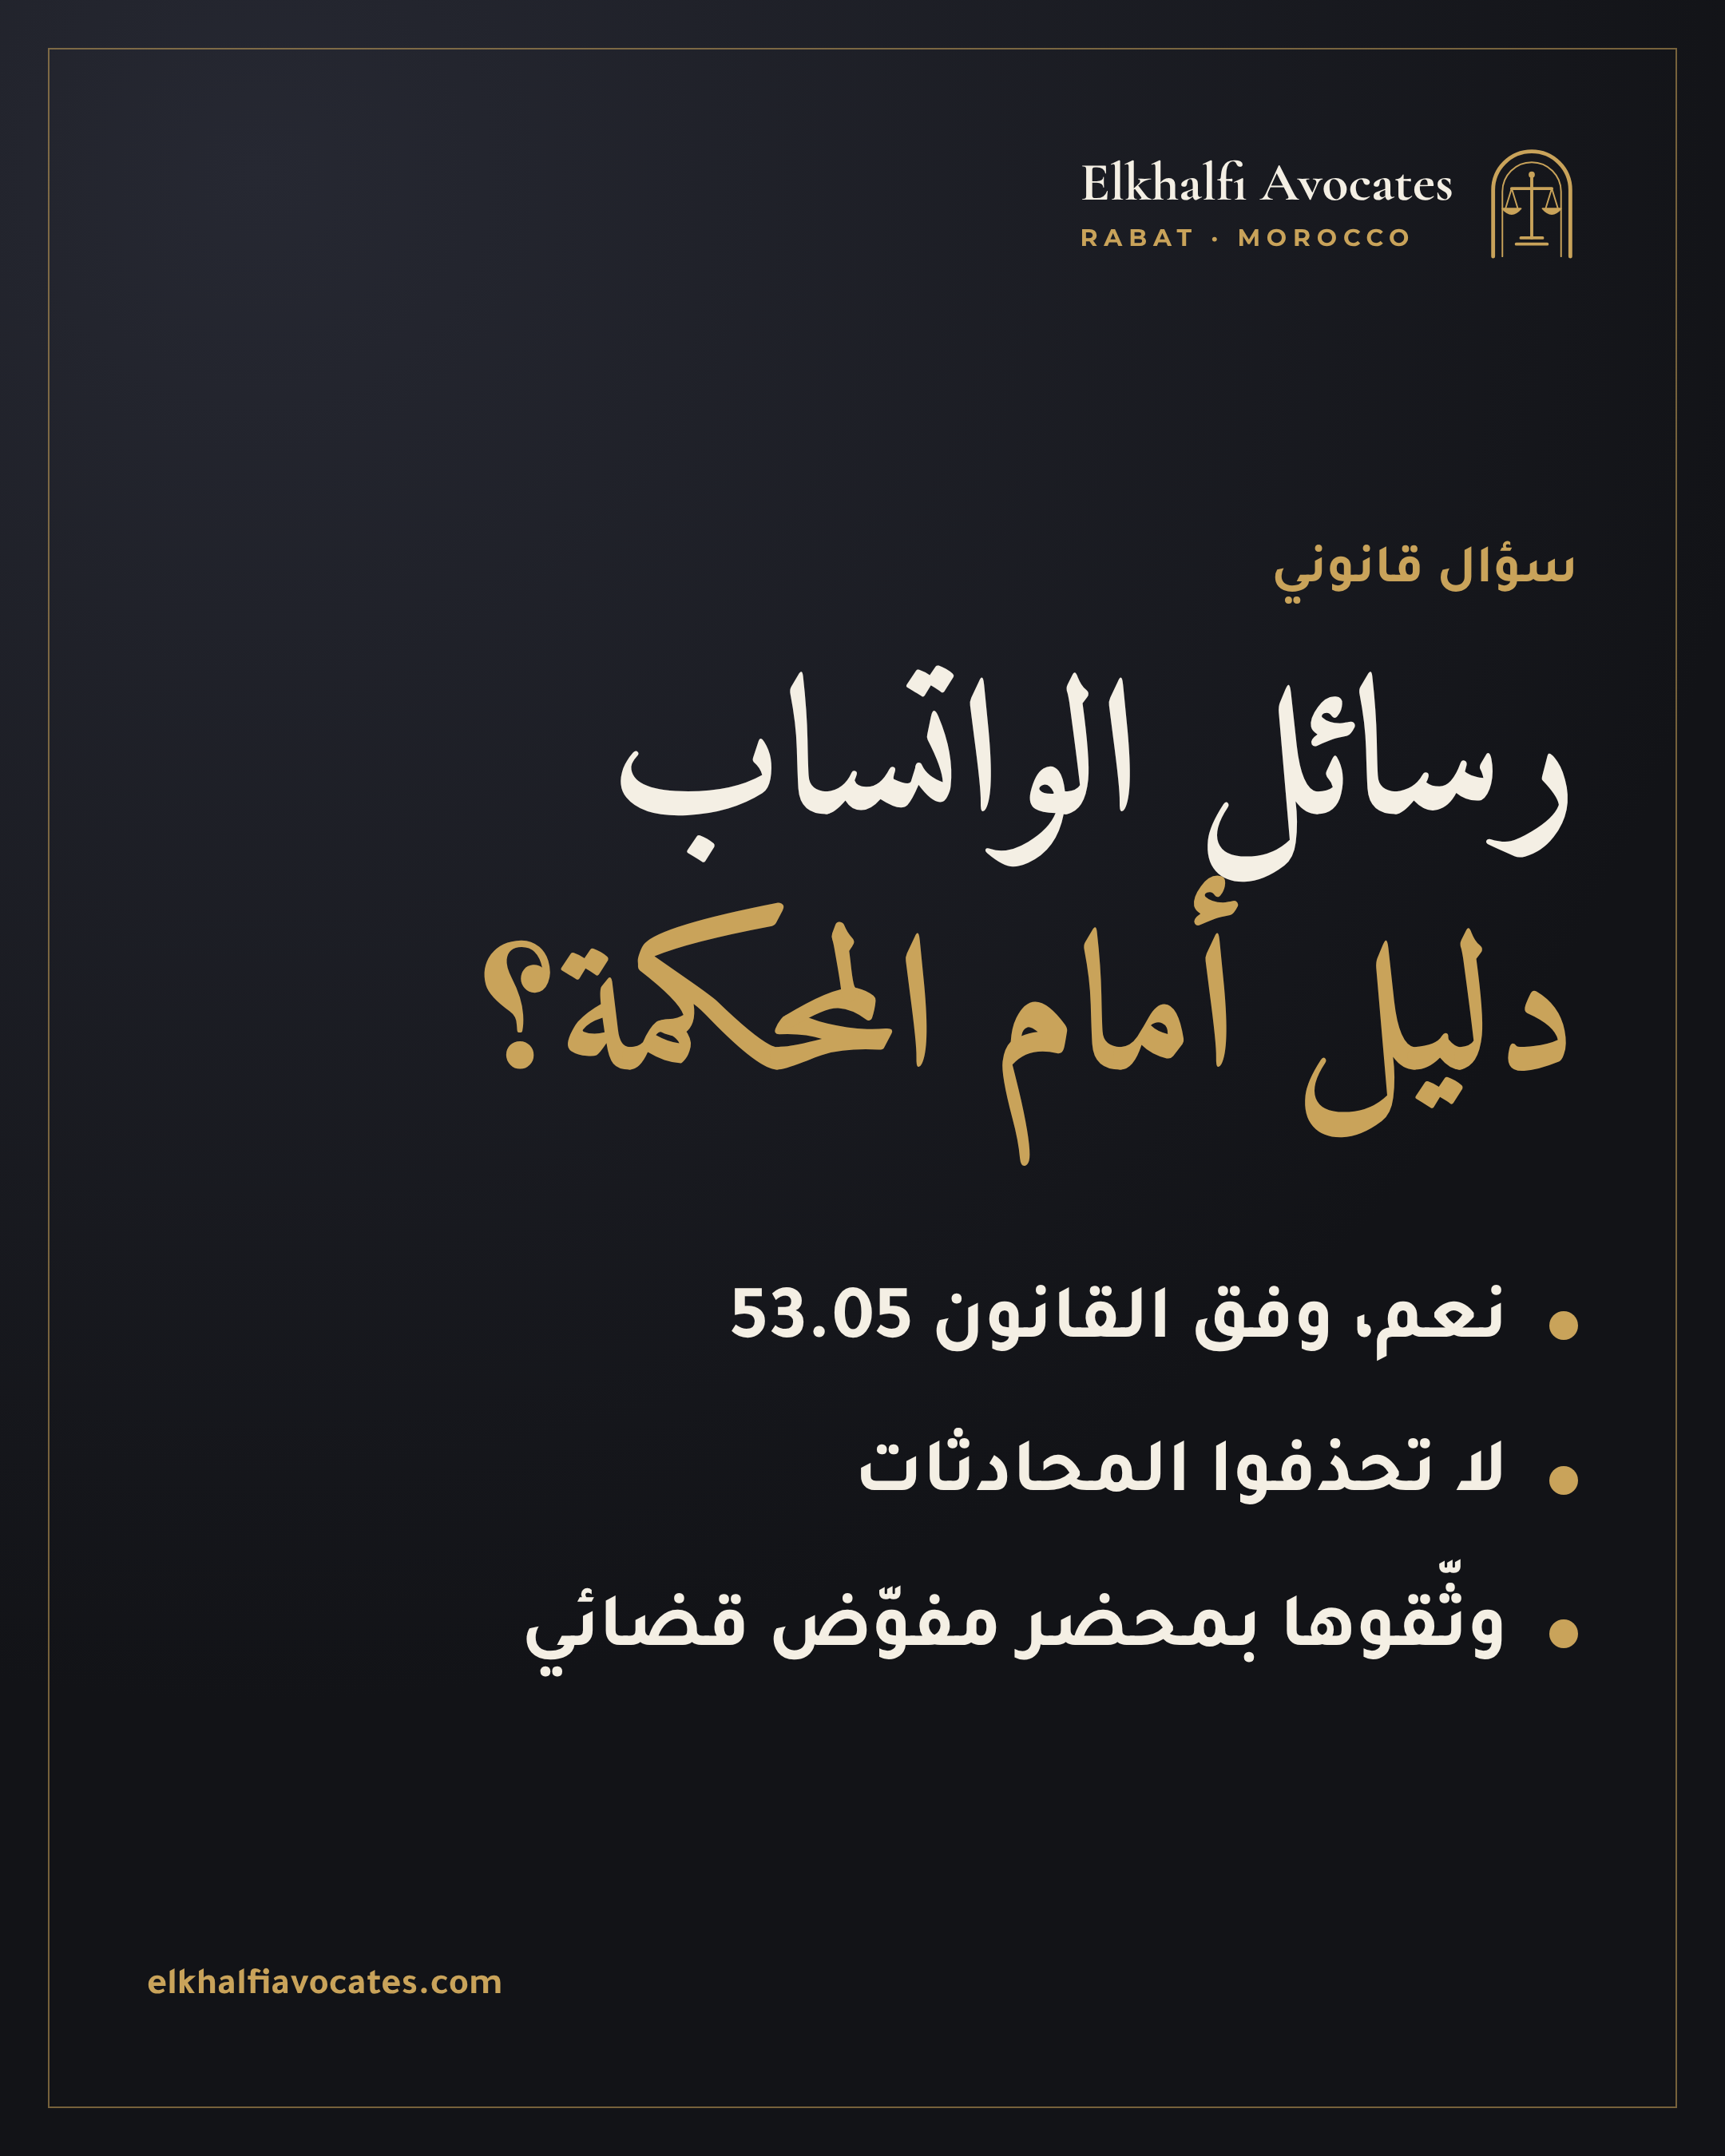 Elkhalfi Avocates
RABAT · MOROCCO
سؤال قانوني
رسائل الواتساب
دليل أمام المحكمة؟
نعم، وفق القانون 53.05
لا تحذفوا المحادثات
وثّقوها بمحضر مفوّض قضائي
elkhalfiavocates.com